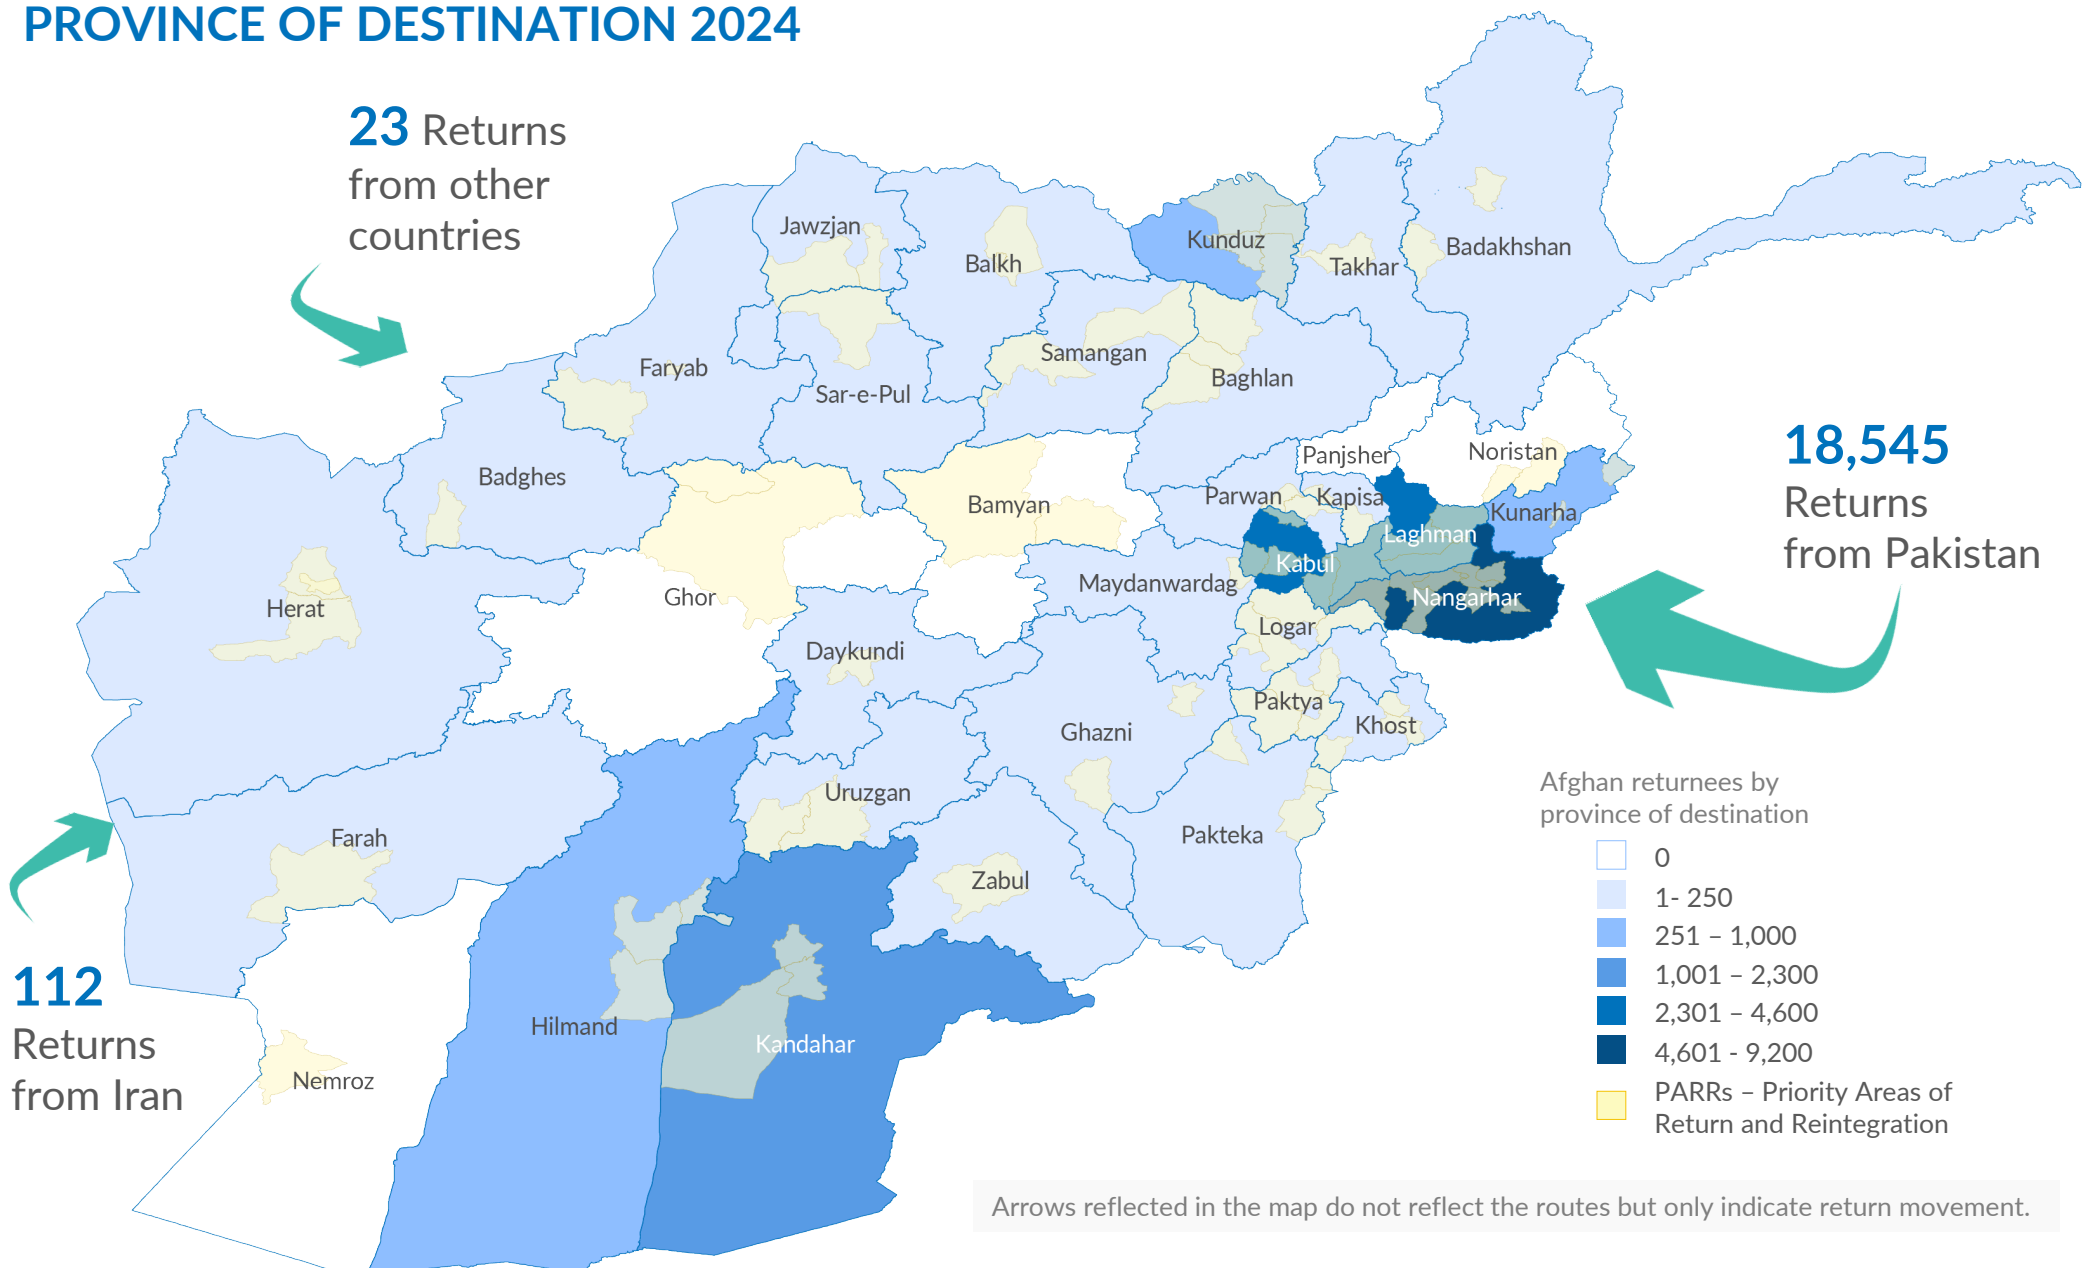 PROVINCE OF DESTINATION 2024
23 Returns
from other
countries
Jawzjan
Balkh
Kunduz
Takhar
Badakhshan
Faryab
Samangan
Sar-e-Pul
Baghlan
Badghes
Bamyan
Panjsher
Noristan
Parwan
Kapisa
Kunarha
Laghman
Kabul
Herat
Ghor
Maydanwardag
Nangarhar
Logar
Daykundi
Paktya
Khost
Ghazni
Uruzgan
Farah
Pakteka
Zabul
Hilmand
Kandahar
Nemroz
18,545
Returns
from Pakistan
112
Returns
from Iran
Afghan returnees by
province of destination
0
1- 250
251 – 1,000
1,001 – 2,300
2,301 – 4,600
4,601 - 9,200
PARRs – Priority Areas of
Return and Reintegration
Arrows reflected in the map do not reflect the routes but only indicate return movement.